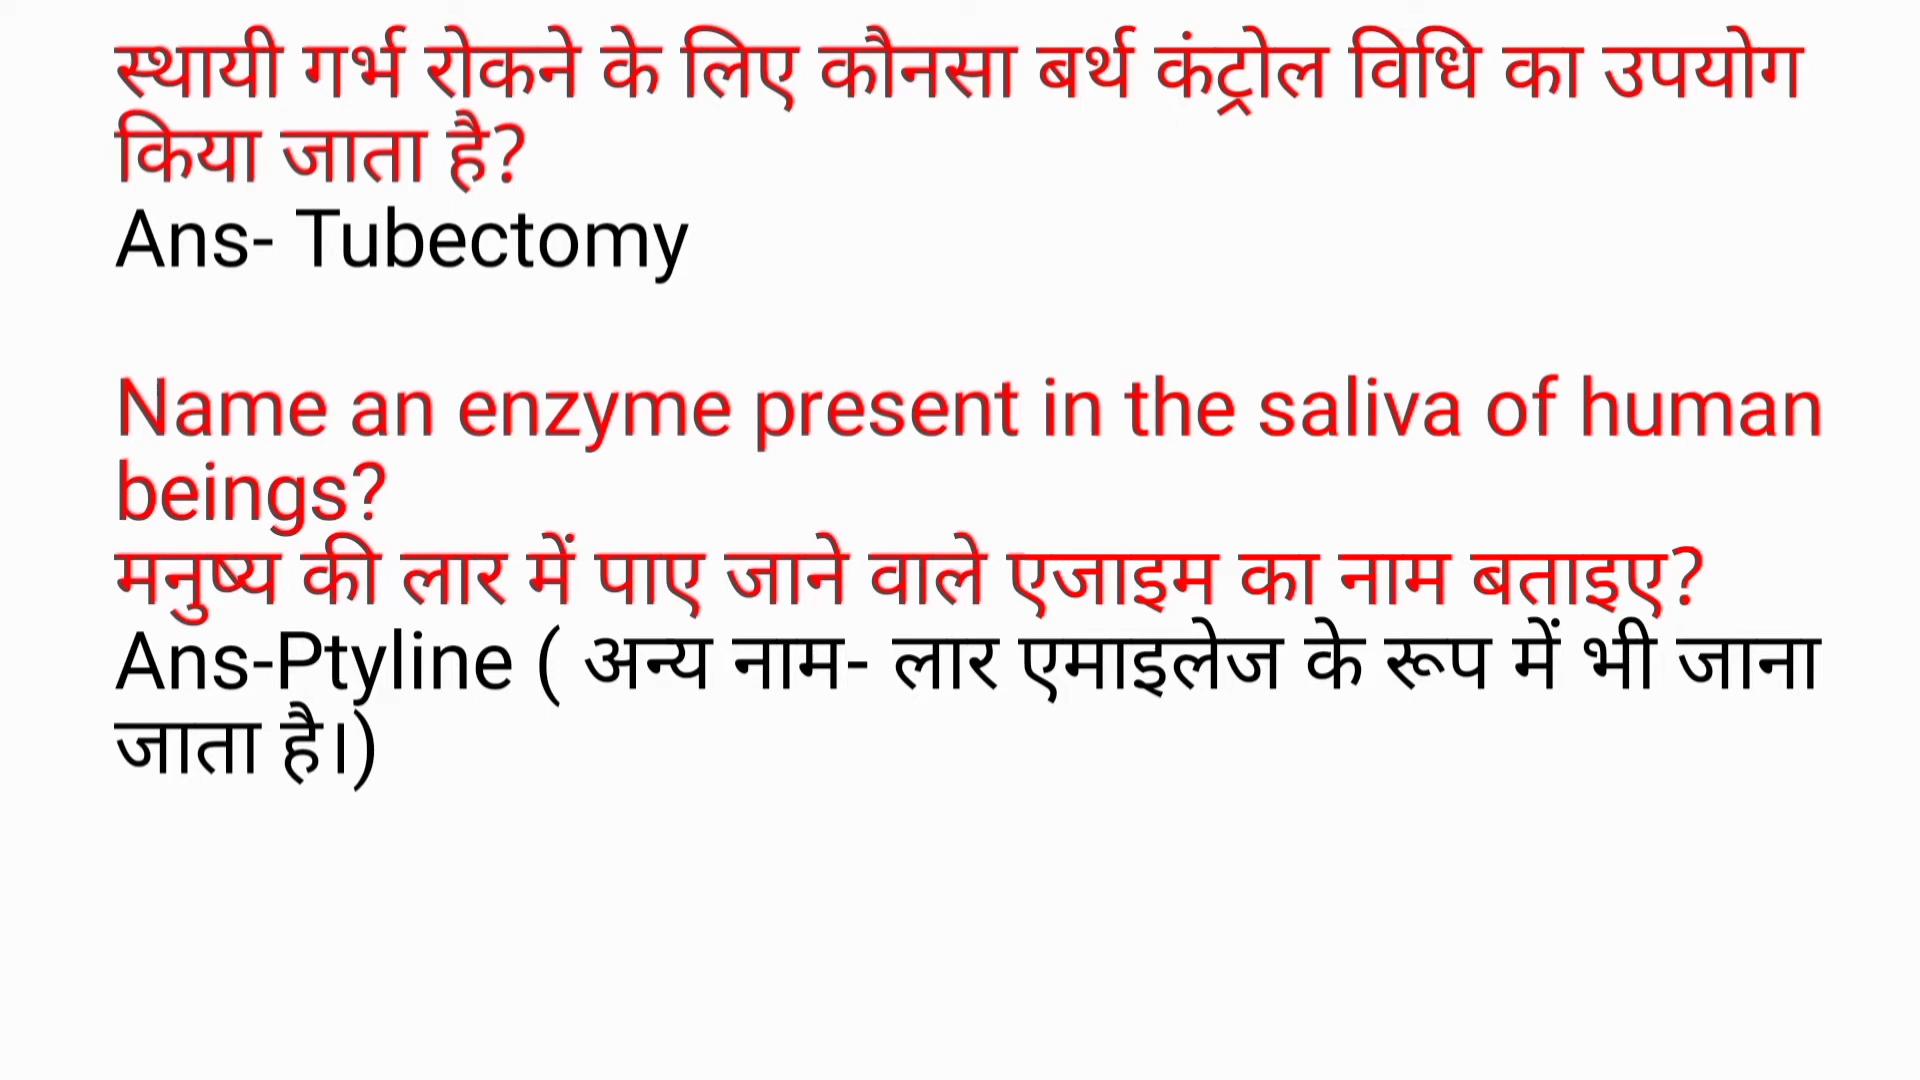 स्थायी गर्भ रोकने के लिए कौनसा बर्थ कंट्रोल विधि का उपयोग
किया जाता है?
Ans- Tubectomy
Name an enzyme present in the saliva of human
beings?
मनुष्य की लार में पाए जाने वाले एजाइम का नाम बताइए?
Ans-Ptyline ( अन्य नाम- लार एमाइलेज के रूप में भी जाना
जाता है।)